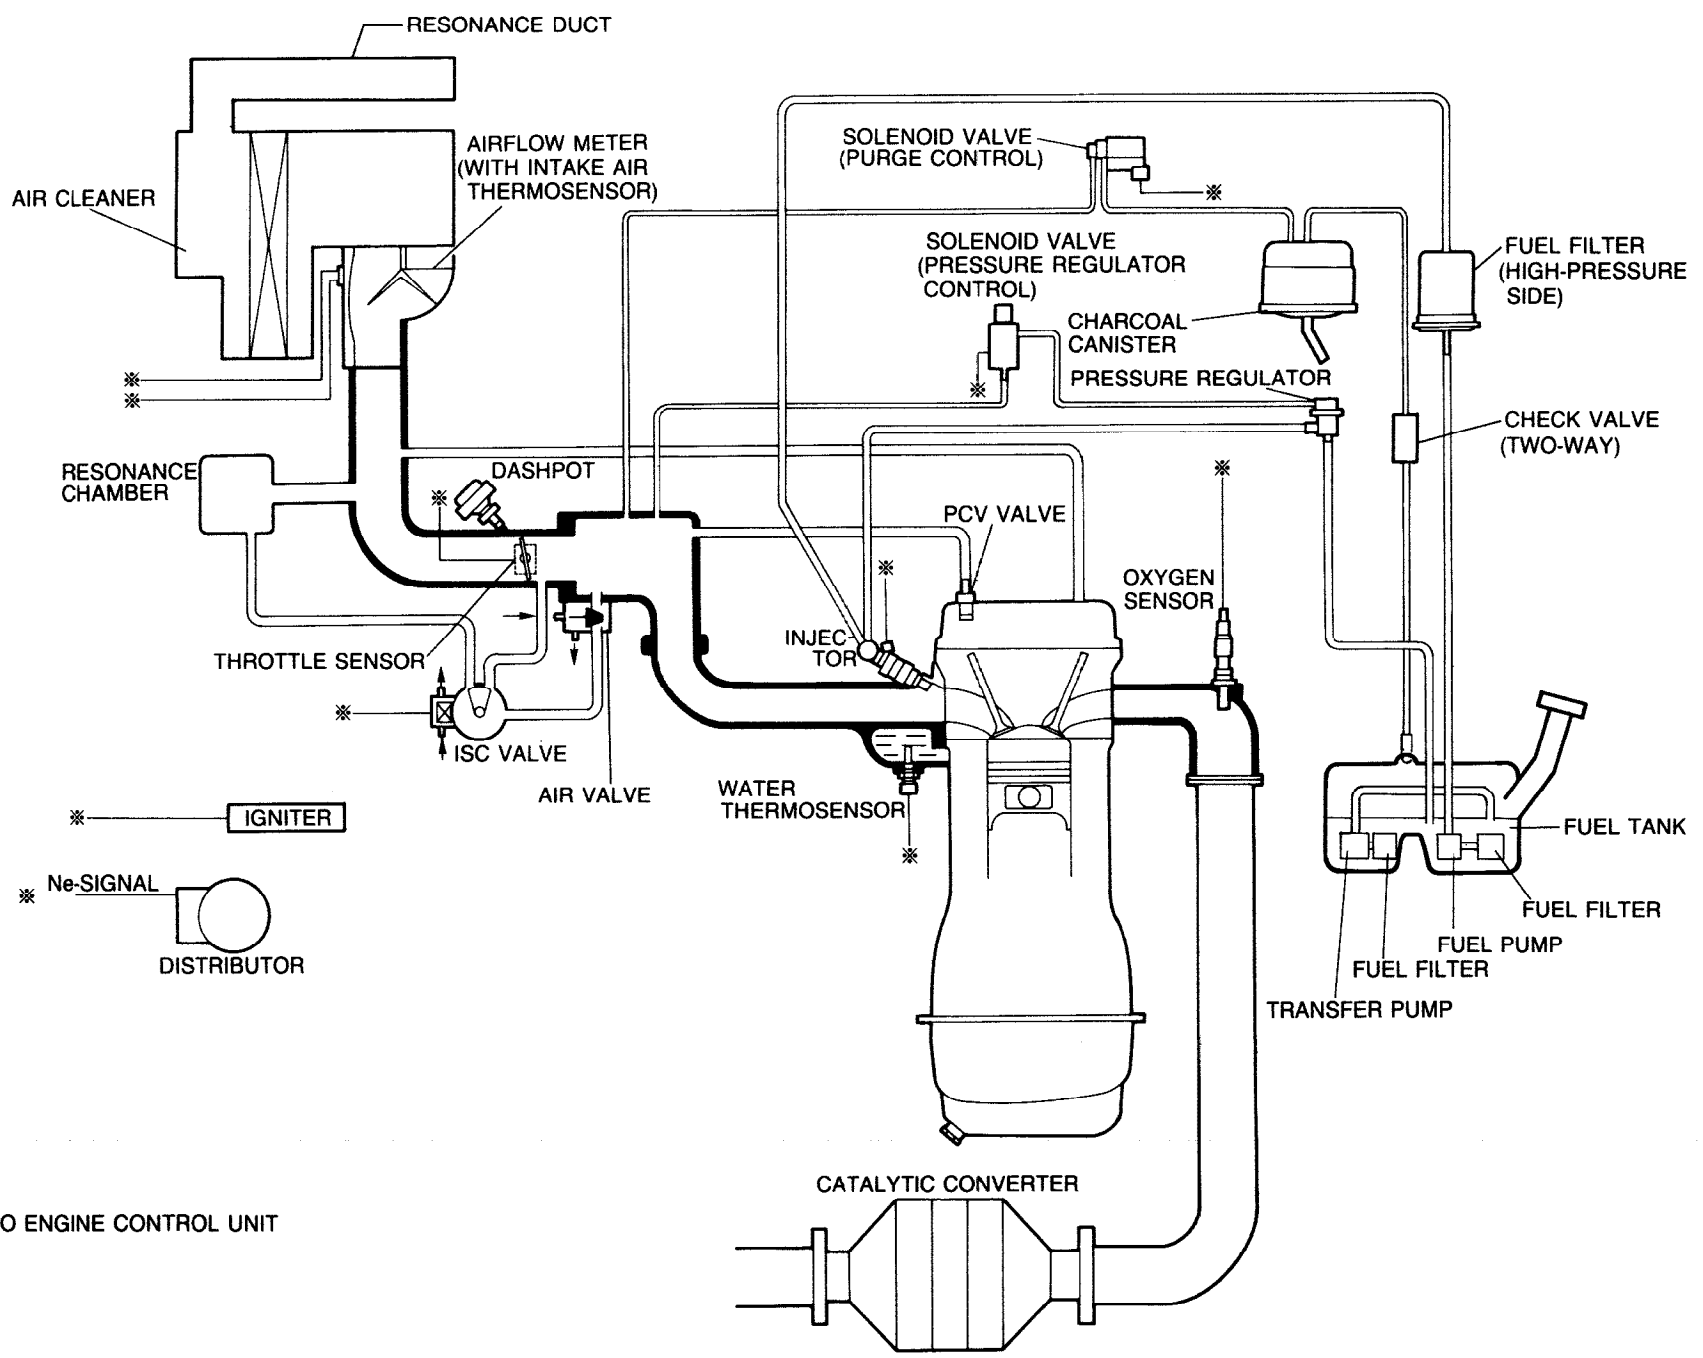 RESONANCE DUCT
AIRFLOW METER
(WITH INTAKE AIR
THERMOSENSOR)
AIR CLEANER
SOLENOID VALVE
(PURGE CONTROL)
※
SOLENOID VALVE
(PRESSURE REGULATOR
CONTROL)
FUEL FILTER
(HIGH-PRESSURE
SIDE)
CHARCOAL
CANISTER
※
※
※
PRESSURE REGULATOR
CHECK VALVE
(TWO-WAY)
RESONANCE
CHAMBER
DASHPOT
※
※
PCV VALVE
※
OXYGEN
SENSOR
INJEC-
TOR
THROTTLE SENSOR
※
ISC VALVE
AIR VALVE
WATER
THERMOSENSOR
※
※
IGNITER
FUEL TANK
※
Ne-SIGNAL
DISTRIBUTOR
FUEL FILTER
FUEL PUMP
FUEL FILTER
TRANSFER PUMP
CATALYTIC CONVERTER
O ENGINE CONTROL UNIT